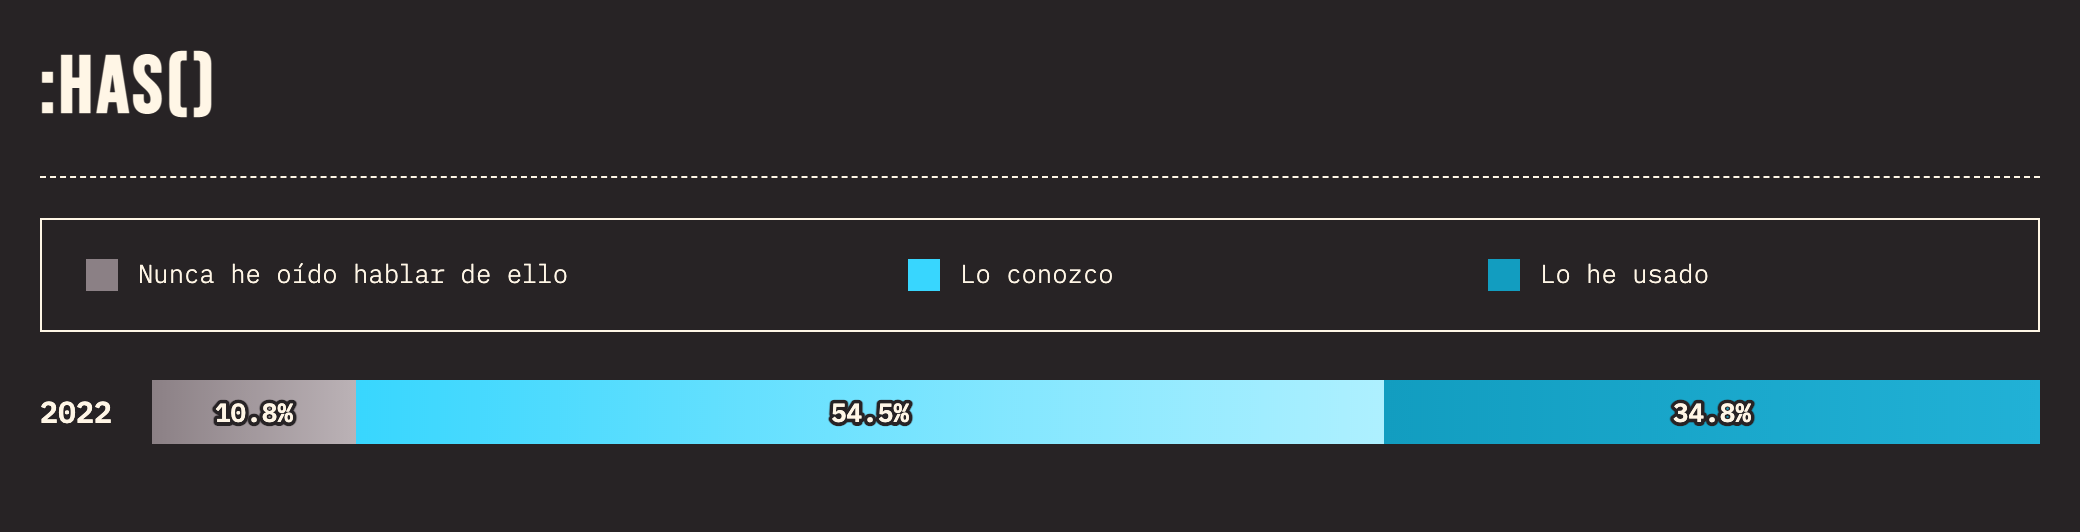 :HAS()
Nunca he oído hablar de ello
Lo conozco
Lo he usado
2022
10.8%
54.5%
34.8%